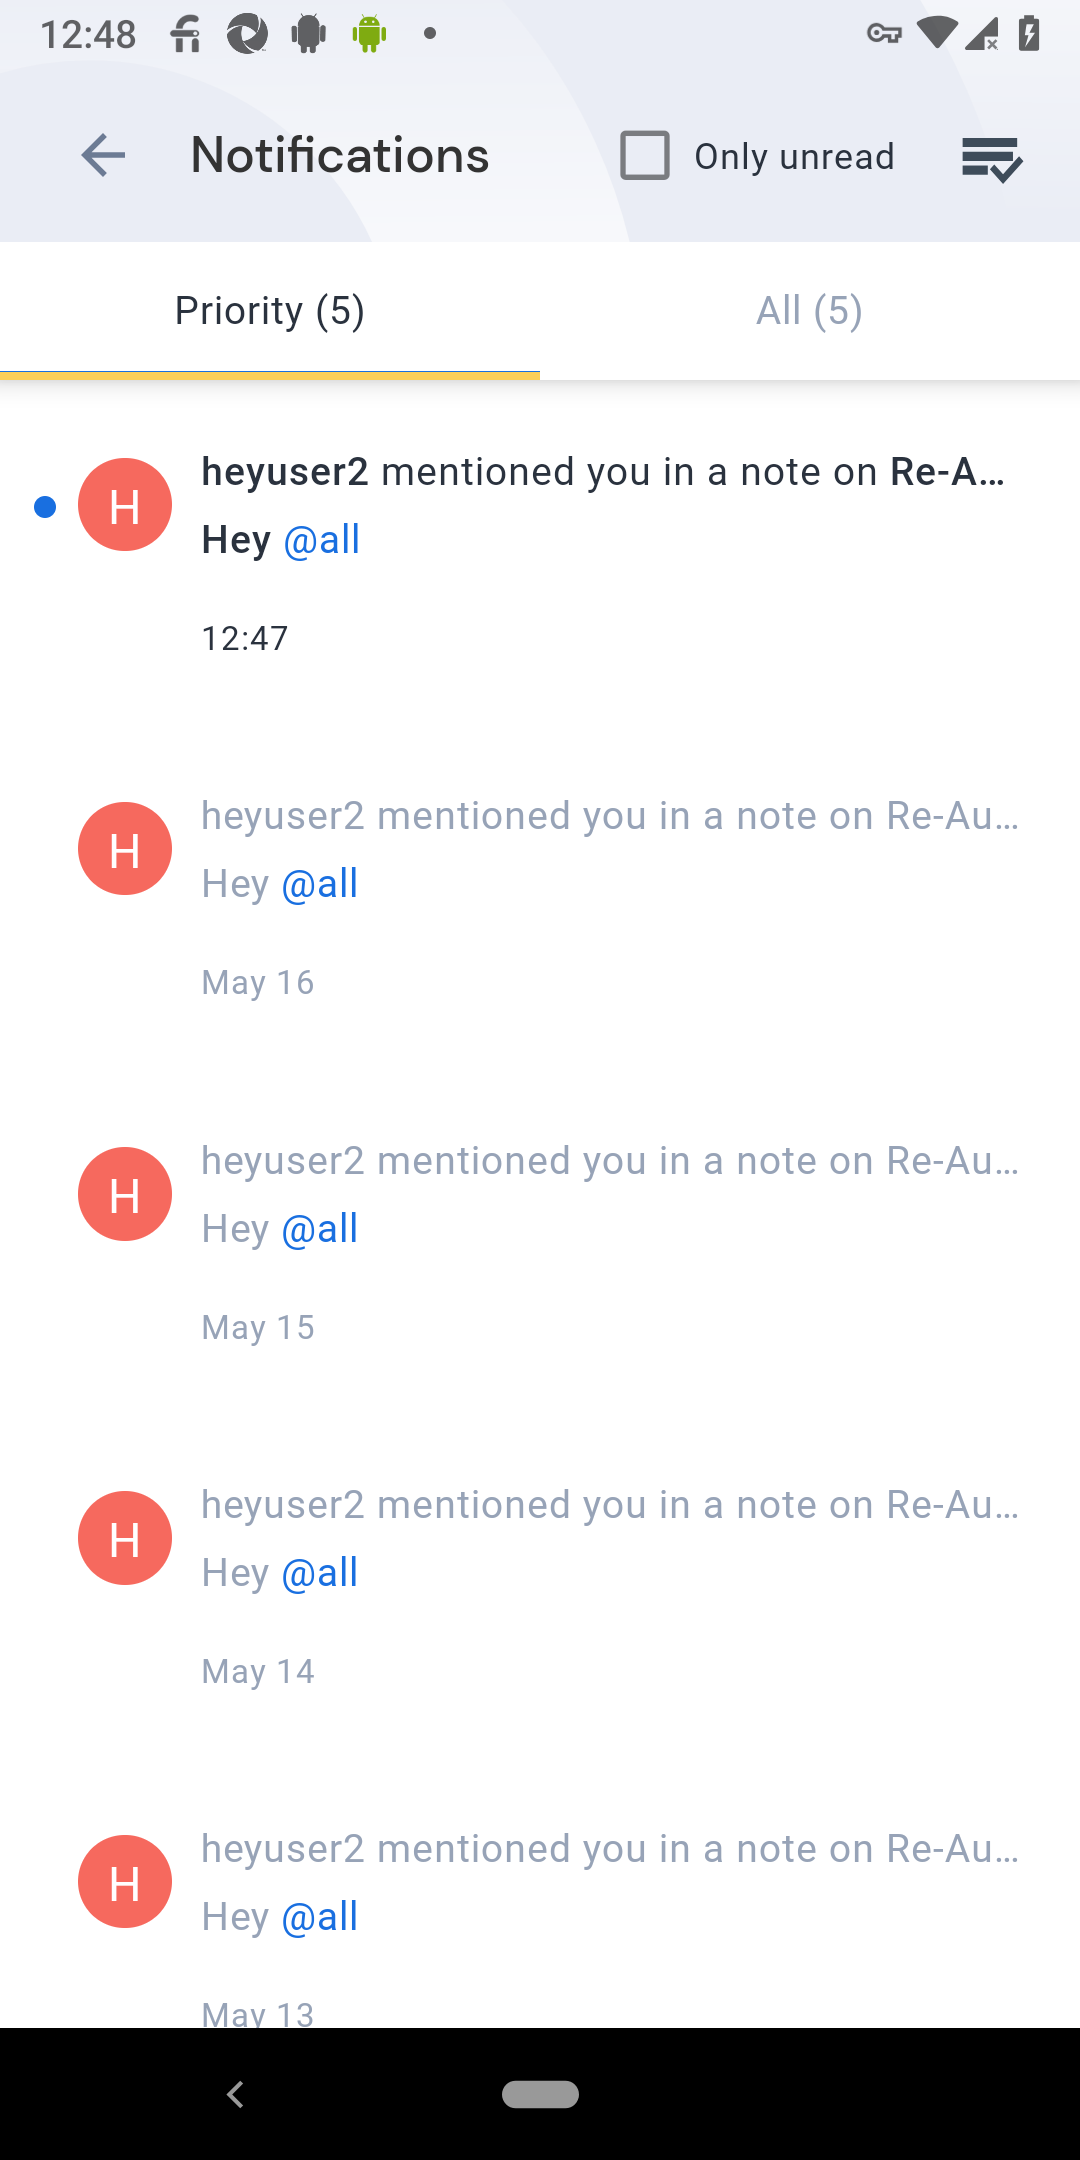 12:48
Notifications
Only unread
Priority (5)
All (5)
H
heyuser2 mentioned you in a note on Re-A...
Hey @all
12:47
H
heyuser2 mentioned you in a note on Re-Au...
Hey @all
May 16
H
heyuser2 mentioned you in a note on Re-Au...
Hey @all
May 15
H
heyuser2 mentioned you in a note on Re-Au...
Hey @all
May 14
H
heyuser2 mentioned you in a note on Re-Au...
Hey @all
May 13